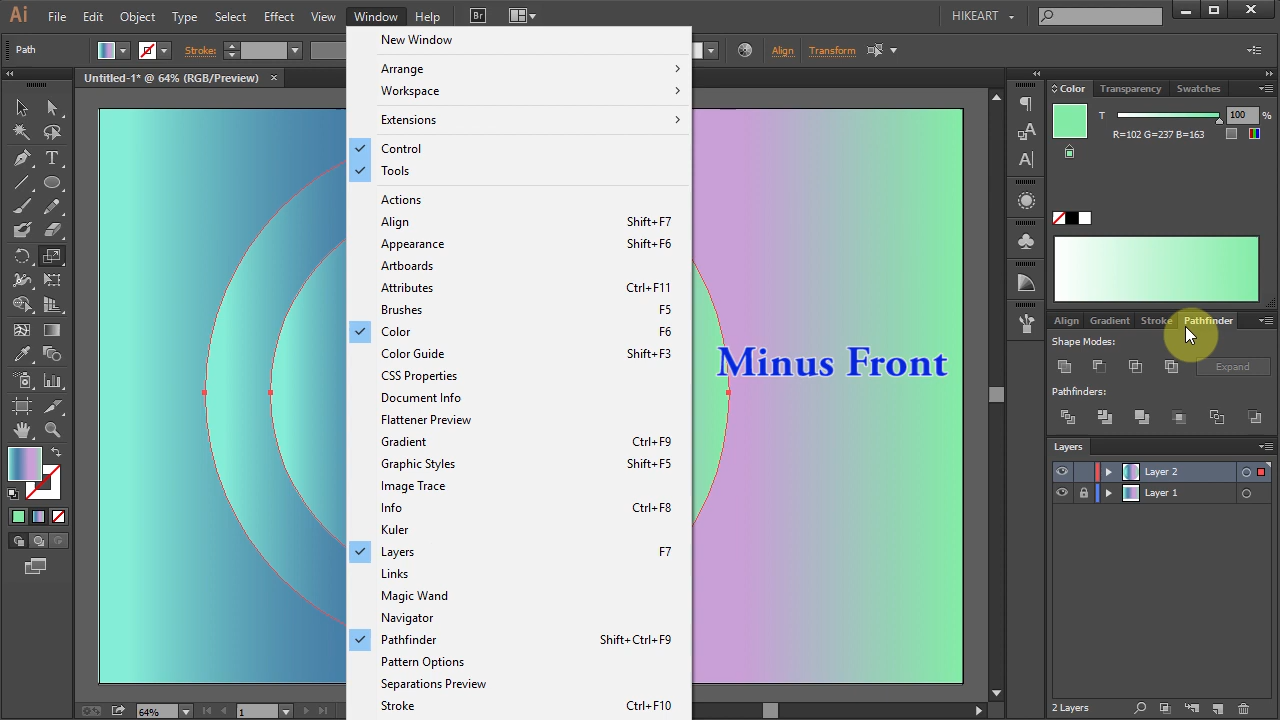 Ai File Edit Object Type Select Effect View Window Help Br HIKEART
Path Stroke: Align Transform
Untitled-1* @ 64% (RGB/Preview) ×
New Window
Arrange
Workspace
Extensions
Control
Tools
Actions
Align Shift+F7
Appearance Shift+F6
Artboards
Attributes Ctrl+F11
Brushes F5
Color F6
Color Guide Shift+F3
CSS Properties
Document Info
Flattener Preview
Gradient Ctrl+F9
Graphic Styles Shift+F5
Image Trace
Info Ctrl+F8
Kuler
Layers F7
Links
Magic Wand
Navigator
Pathfinder Shift+Ctrl+F9
Pattern Options
Separations Preview
Stroke Ctrl+F10
Minus Front
Color Transparency Swatches
T 100 %
R=102 G=237 B=163
Align Gradient Stroke Pathfinder
Shape Modes:
Expand
Pathfinders:
Layers
Layer 2
Layer 1
2 Layers
64% 1